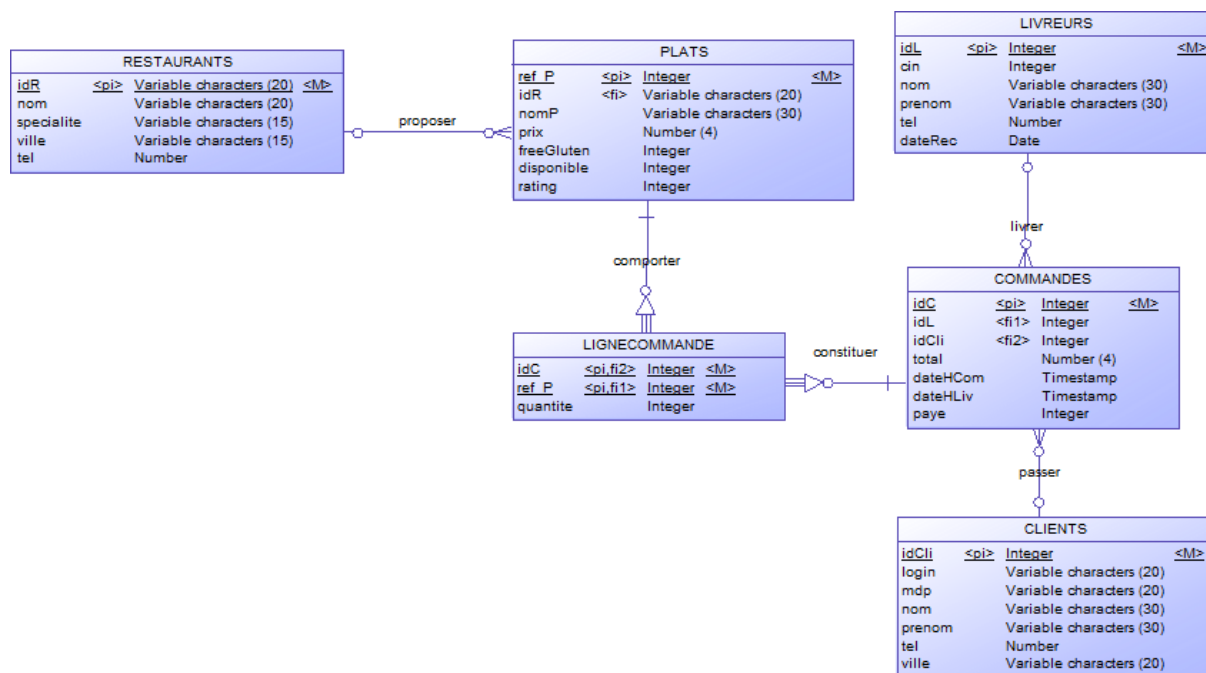 RESTAURANTS
idR <pi> Variable characters (20) <M>
nom Variable characters (20)
specialite Variable characters (15)
ville Variable characters (15)
tel Number
proposer
PLATS
ref_P <pi> Integer <M>
idR <fi> Variable characters (20)
nomP Variable characters (30)
prix Number (4)
freeGluten Integer
disponible Integer
rating Integer
LIVREURS
idL <pi> Integer <M>
cin Integer
nom Variable characters (30)
prenom Variable characters (30)
tel Number
dateRec Date
comporter
livrer
LIGNECOMMANDE
idC <pi,fi2> Integer <M>
ref_P <pi,fi1> Integer <M>
quantite Integer
constituer
COMMANDES
idC <pi> Integer <M>
idL <fi1> Integer
idCli <fi2> Integer
total Number (4)
dateHCom Timestamp
dateHLiv Timestamp
paye Integer
passer
CLIENTS
idCli <pi> Integer <M>
login Variable characters (20)
mdp Variable characters (20)
nom Variable characters (30)
prenom Variable characters (30)
tel Number
ville Variable characters (20)